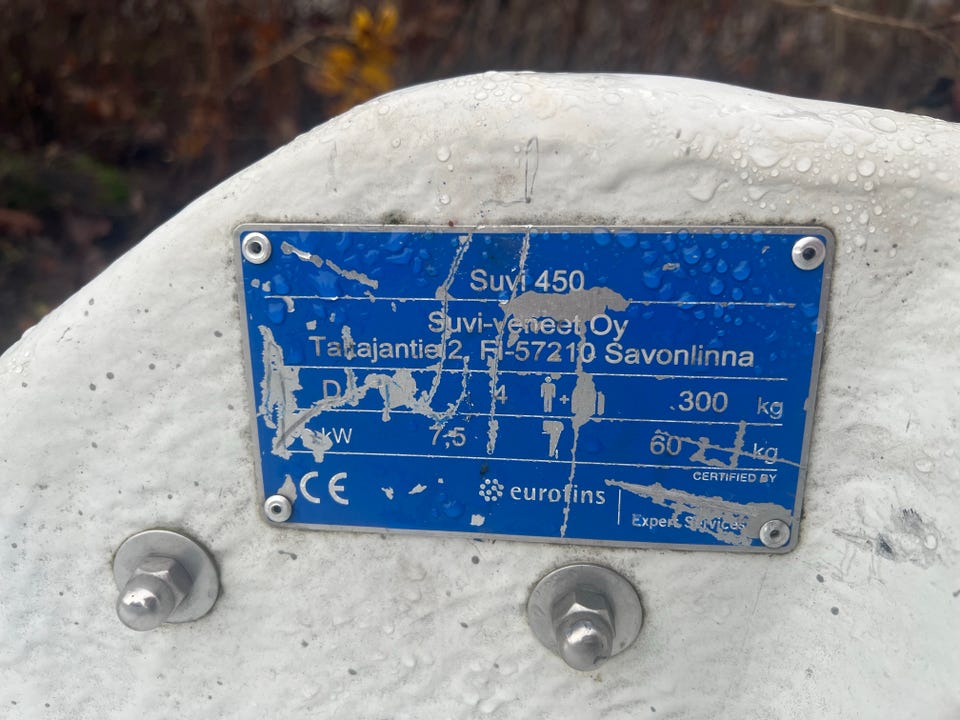 Suvi 450
Suvi-veneet Oy
Taitajantie 2, FI-57210 Savonlinna
D 4 + 300 kg
kW 7,5 60 kg
CERTIFIED BY
CE eurofins
Expert Services